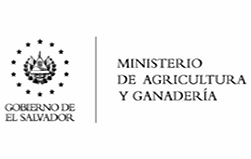 GOBIERNO DE
EL SALVADOR
MINISTERIO
DE AGRICULTURA
Y GANADERÍA